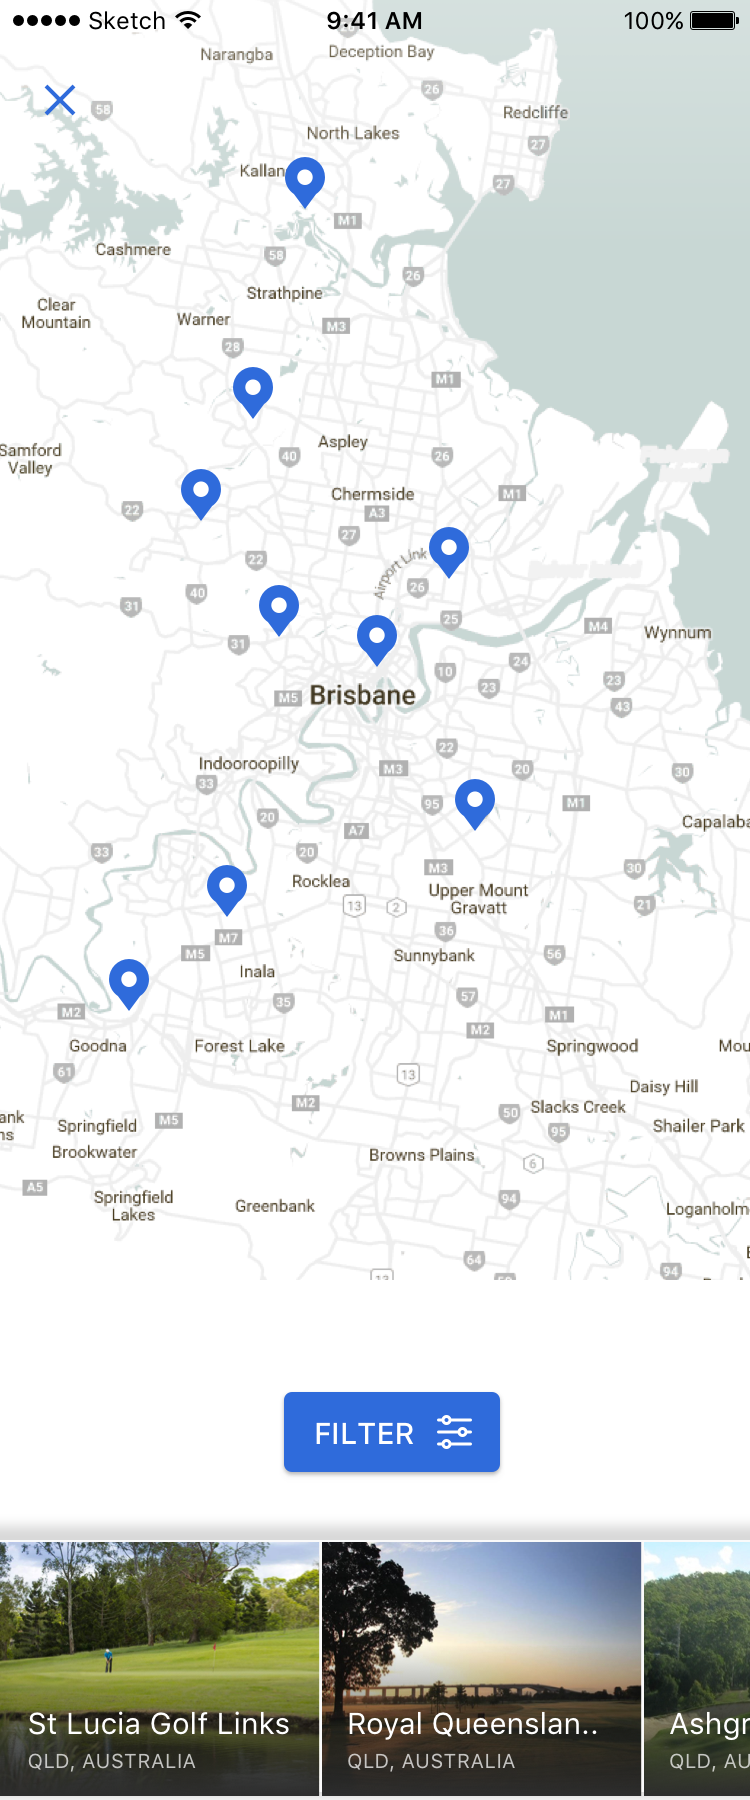 Sketch
9:41 AM
100%
Narangba
Deception Bay
26
58
Redcliffe
North Lakes
27
Kallan
27
M1
Cashmere
58
26
Strathpine
Clear
Mountain
Warner
M3
28
M1
Aspley
Samford
Valley
40
26
Chermside
M1
22
A3
27
Airport Link
22
26
40
31
25
M4
Wynnum
31
24
10
23
23
M5
Brisbane
43
22
Indooroopilly
M3
20
30
33
95
M1
20
Capalaba
A7
33
20
M3
30
Rocklea
Upper Mount
Gravatt
13
2
21
36
M7
M5
Sunnybank
56
Inala
57
35
M2
M1
M2
Goodna
Forest Lake
Springwood
Mou
61
13
Daisy Hill
M2
Slacks Creek
50
ank
ns
Springfield
M5
95
Shailer Park
Brookwater
Browns Plains
6
A5
Springfield
Lakes
94
Greenbank
Loganholm
64
94
13
FILTER
St Lucia Golf Links
QLD, AUSTRALIA
Royal Queenslan..
QLD, AUSTRALIA
Ashgr
QLD, AU